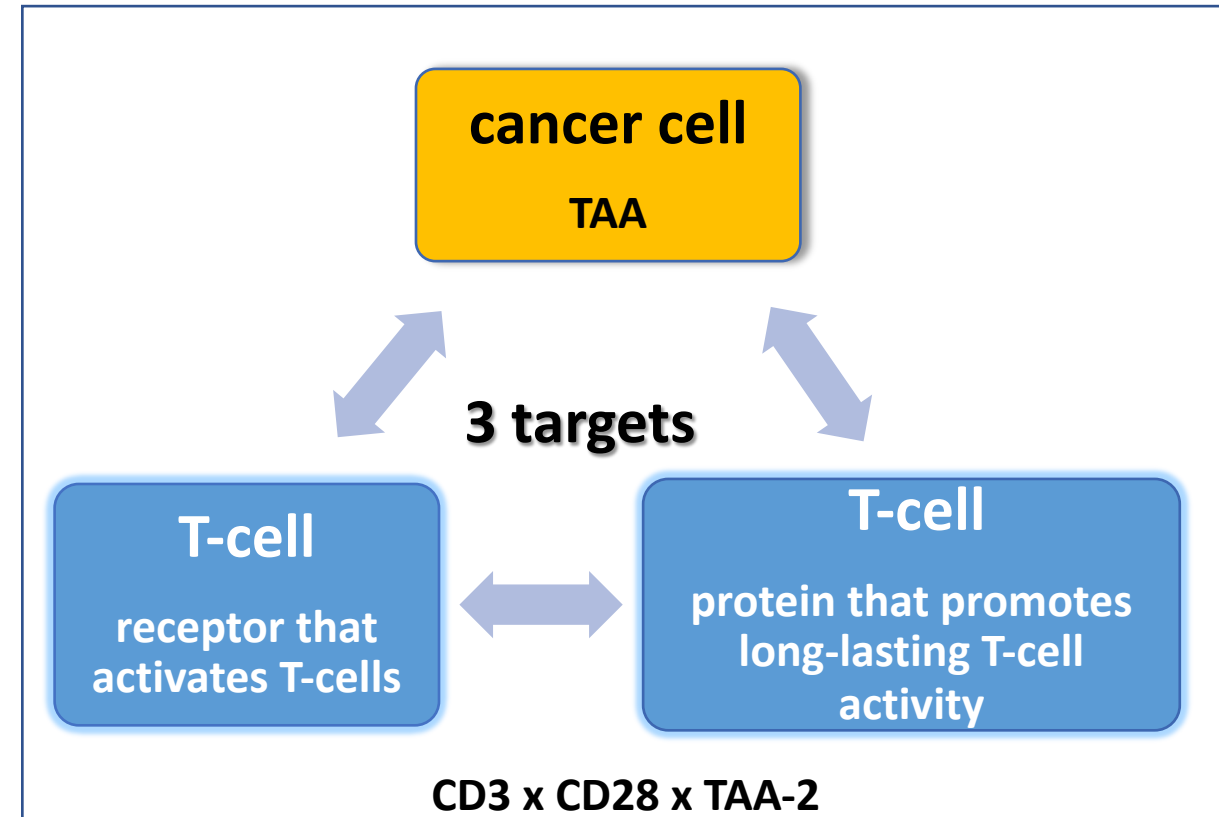 cancer cell
TAA
3 targets
T-cell
receptor that
activates T-cells
T-cell
protein that promotes
long-lasting T-cell
activity
CD3 x CD28 x TAA-2